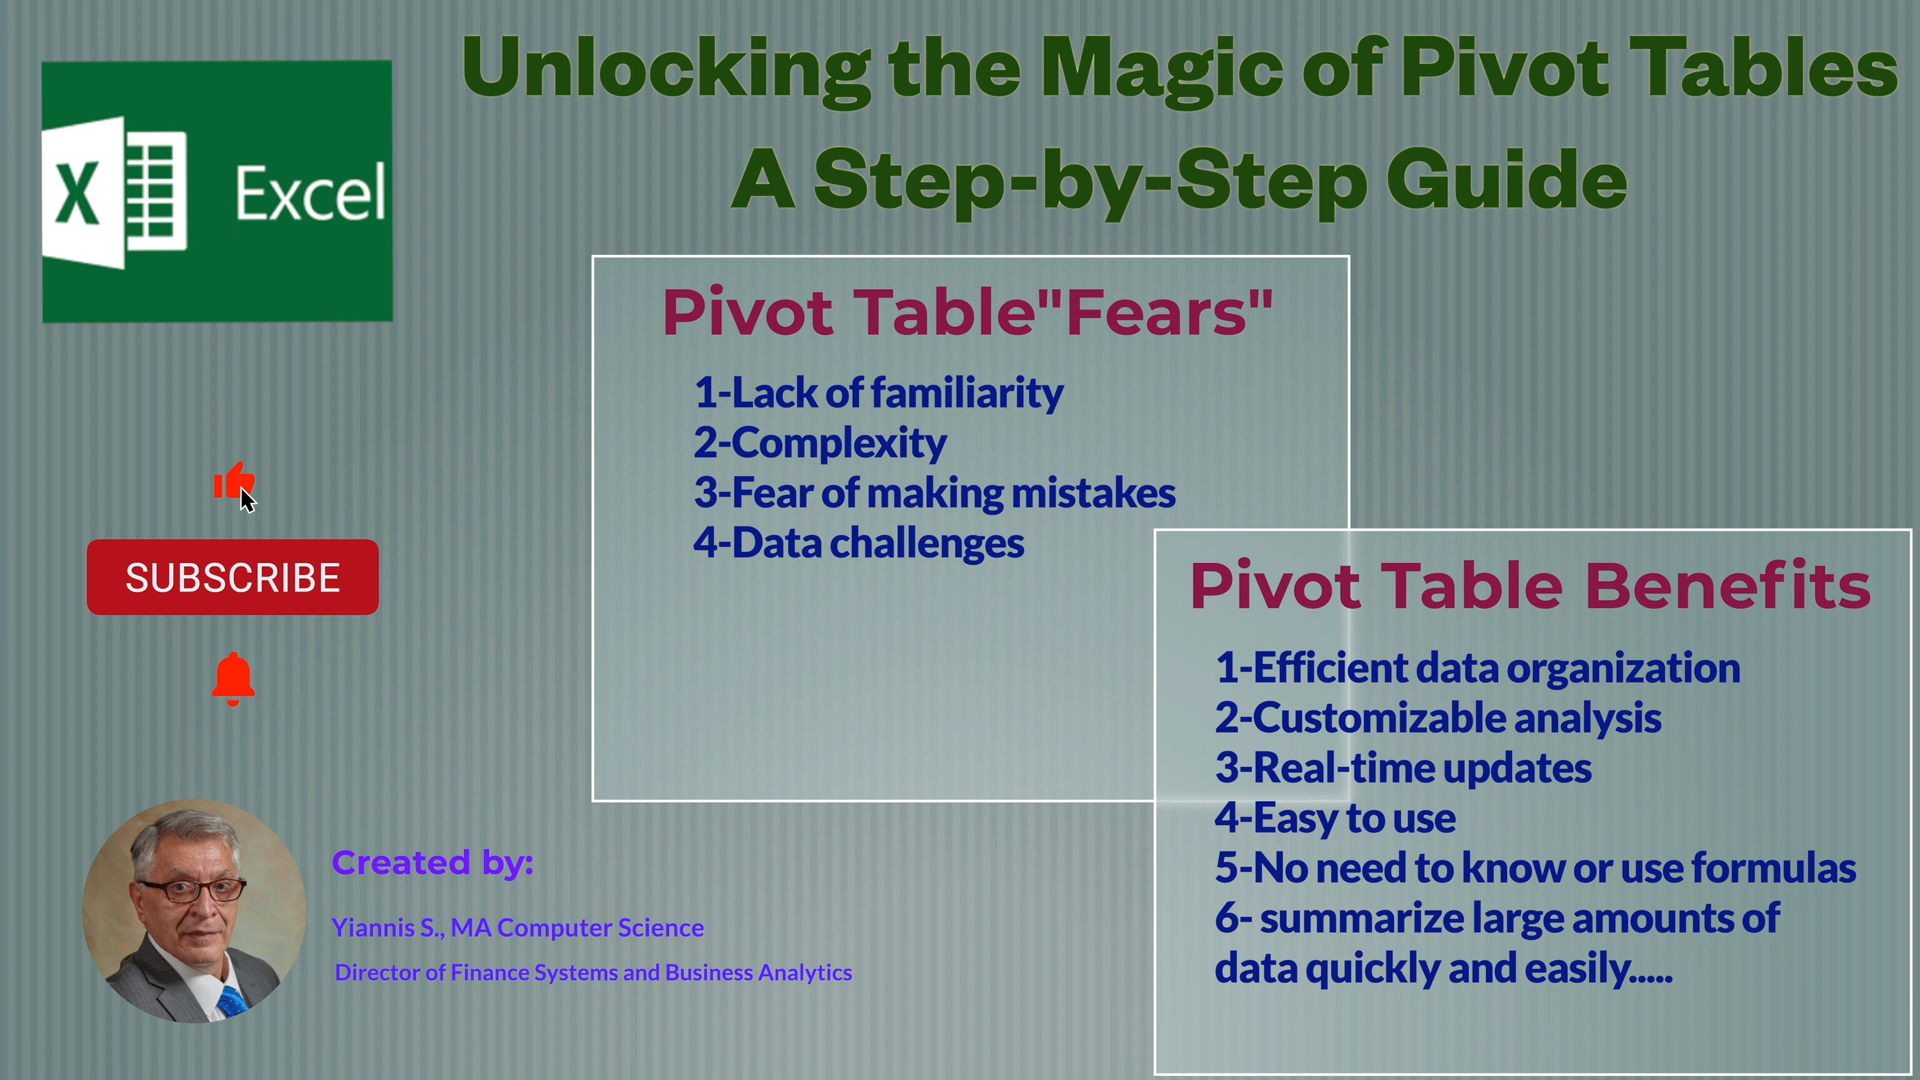 Unlocking the Magic of Pivot Tables
A Step-by-Step Guide
X Excel
Pivot Table"Fears"
1-Lack of familiarity
2-Complexity
3-Fear of making mistakes
4-Data challenges
SUBSCRIBE
Pivot Table Benefits
1-Efficient data organization
2-Customizable analysis
3-Real-time updates
4-Easy to use
5-No need to know or use formulas
6- summarize large amounts of
data quickly and easily.....
Created by:
Yiannis S., MA Computer Science
Director of Finance Systems and Business Analytics